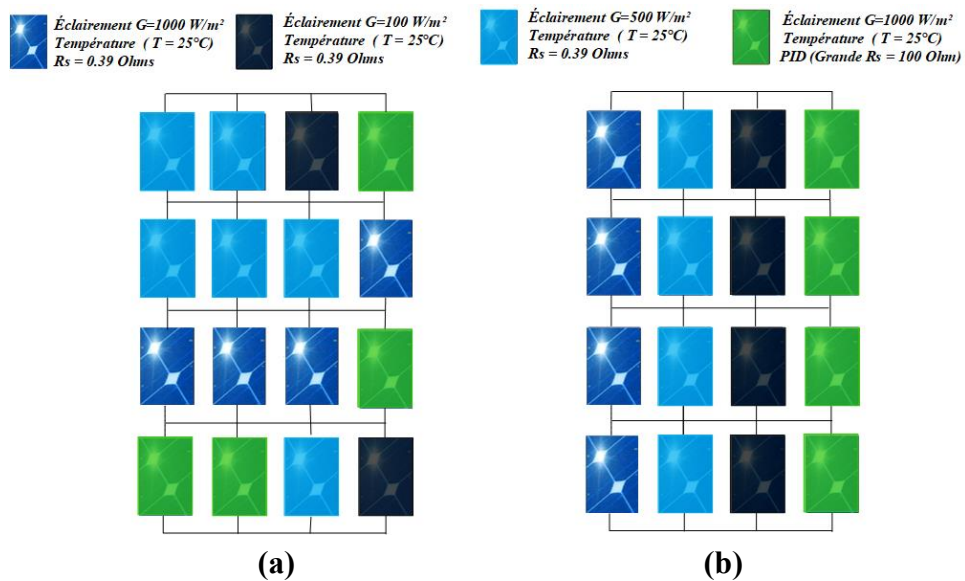 Éclairement G=1000 W/m²
Température ( T = 25°C)
Rs = 0.39 Ohms
Éclairement G=100 W/m²
Température ( T = 25°C)
Rs = 0.39 Ohms
Éclairement G=500 W/m²
Température ( T = 25°C)
Rs = 0.39 Ohms
Éclairement G=1000 W/m²
Température ( T = 25°C)
PID (Grande Rs = 100 Ohm)
(a)
(b)